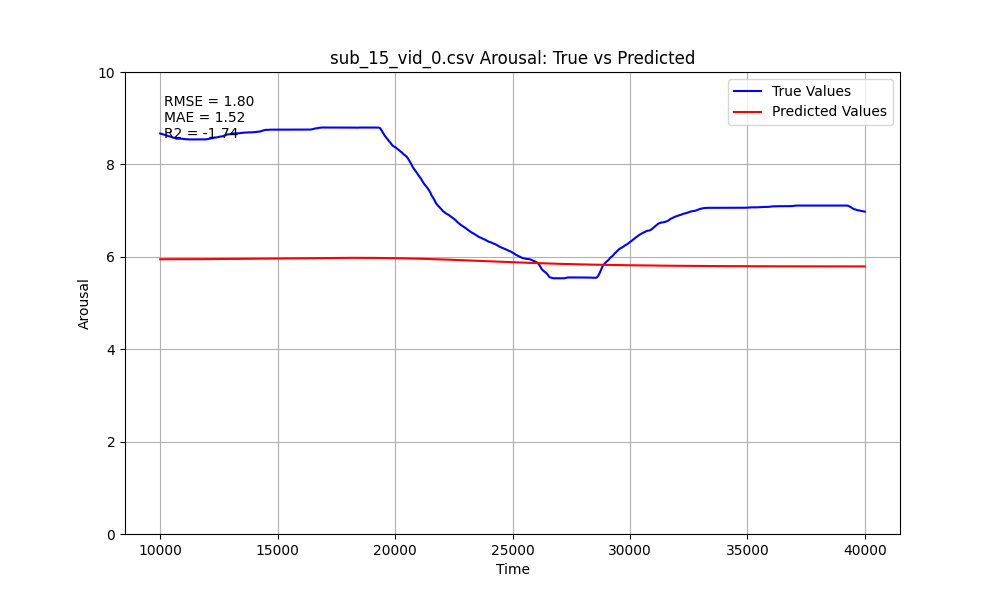 sub_15_vid_0.csv Arousal: True vs Predicted
10
RMSE = 1.80
MAE = 1.52
R2 = -1.74
True Values
Predicted Values
8
6
4
2
0
Arousal
10000 15000 20000 25000 30000 35000 40000
Time